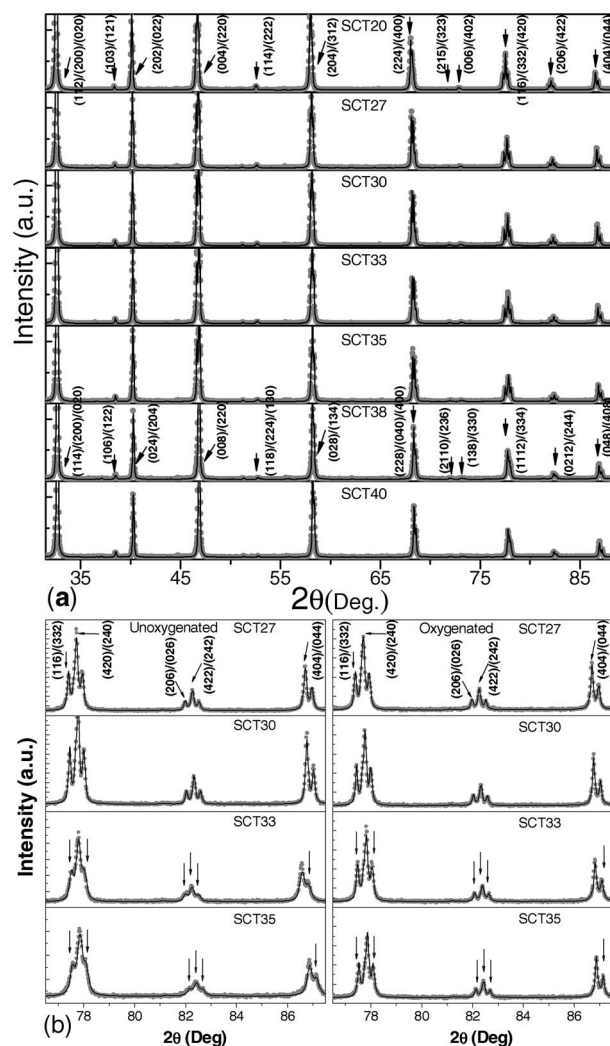 SCT20
(112)/(200)/(020)
(103)/(121)
(202)/(022)
(004)/(220)
(114)/(222)
(204)/(312)
(224)/(400)
(215)/(323)
(006)/(402)
(116)/(332)/(420)
(206)/(422)
(404)/(044)
SCT27
SCT30
SCT33
SCT35
SCT38
(114)/(200)/(020)
(106)/(122)
(024)/(204)
(008)/(220)
(118)/(224)/(130)
(028)/(134)
(228)/(040)/(400)
(2110)/(236)
(138)/(330)
(1112)/(334)
(0212)/(244)
(048)/(408)
SCT40
Intensity (a.u.)
35 45 55 65 75 85
(a) 2θ(Deg.)
Unoxygenated SCT27
(116)/(332)
(420)/(240)
(206)/(026)
(422)/(242)
(404)/(044)
SCT30
SCT33
SCT35
Intensity (a.u.)
78 80 82 84 86
(b) 2θ (Deg)
Oxygenated SCT27
(116)/(332)
(420)/(240)
(206)/(026)
(422)/(242)
(404)/(044)
SCT30
SCT33
SCT35
78 80 82 84 86
2θ (Deg)